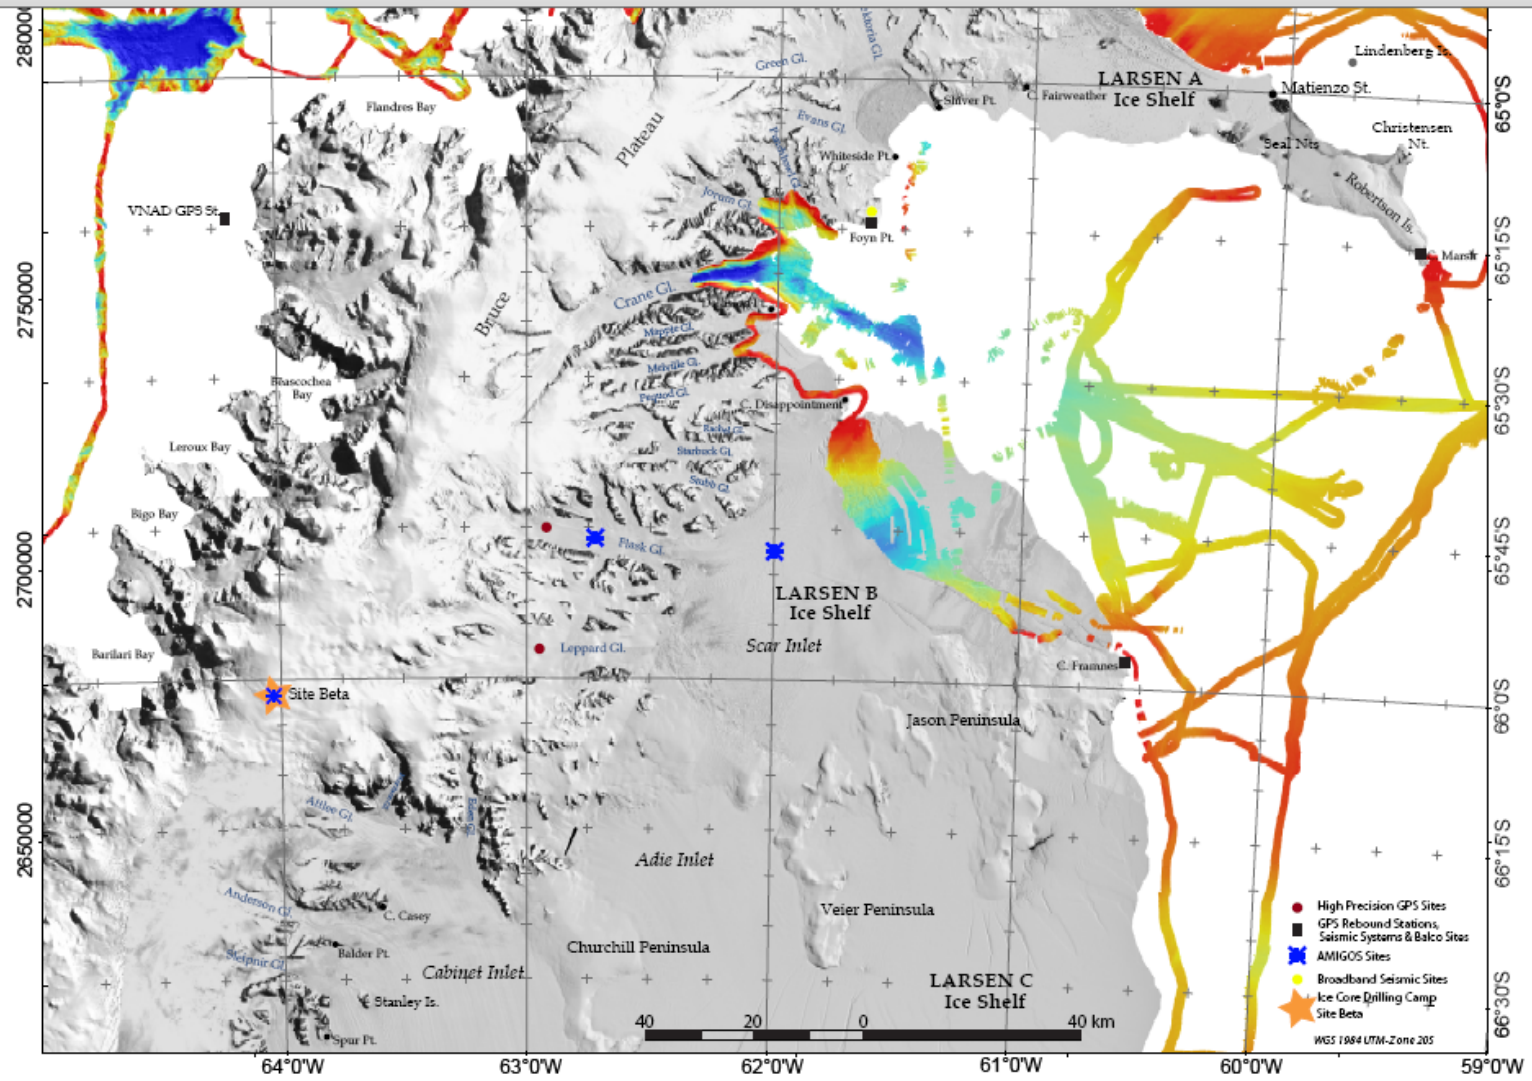 2800000
2750000
2700000
2650000
65°0'S
65°15'S
65°30'S
65°45'S
66°0'S
66°15'S
66°30'S
Green Gl.
LARSEN A
Ice Shelf
Lindenberg Is.
Matienzo St.
Flandres Bay
Shiver Pt.
C. Fairweather
Evans Gl.
Christensen
Nt.
Plateau
Whiteside Pt.
Seal Nts
Jorum Gl.
Robertson Is.
VNAD GPS St.
Foyn Pt.
Crane Gl.
Bruce
Mapple Gl.
Melville Gl.
Pequod Gl.
Beascochea
Bay
C. Disappointment
Rachel Gl.
Leroux Bay
Starbuck Gl.
Stubb Gl.
Bigo Bay
Flask Gl.
LARSEN B
Ice Shelf
Scar Inlet
Barilari Bay
Leppard Gl.
C. Framnes
Site Beta
Jason Peninsula
Attlee Gl.
Adie Inlet
Anderson Gl.
C. Casey
Veier Peninsula
Churchill Peninsula
Balder Pt.
Sleipnir Gl.
Cabinet Inlet
LARSEN C
Ice Shelf
Stanley Is.
Spur Pt.
40 20 0 40 km
High Precision GPS Sites
GPS Rebound Stations,
Seismic Systems & Balco Sites
AMIGOS Sites
Broadband Seismic Sites
Ice Core Drilling Camp
Site Beta
WGS 1984 UTM-Zone 20S
64°0'W 63°0'W 62°0'W 61°0'W 60°0'W 59°0'W